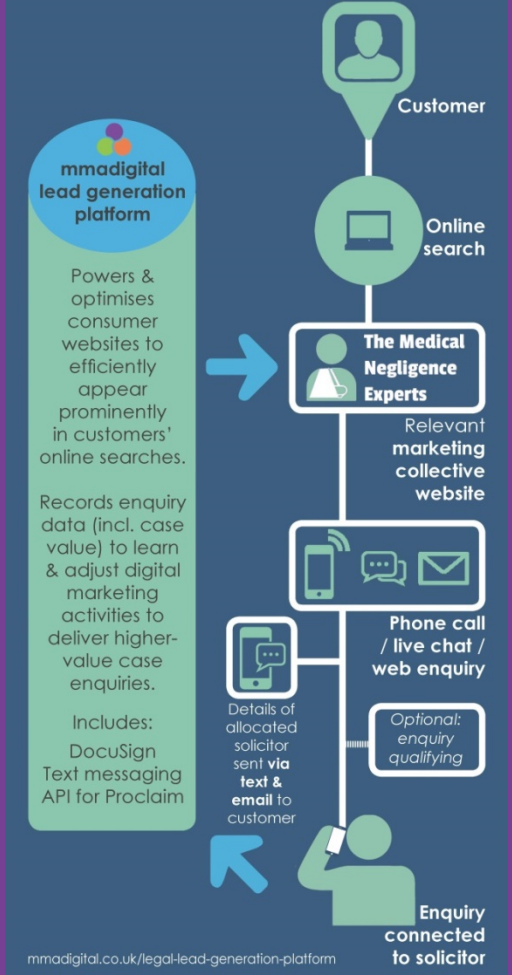 Customer
Online
search
mmadigital
lead generation
platform
Powers &
optimises
consumer
websites to
efficiently
appear
prominently
in customers'
online searches.
Records enquiry
data (incl. case
value) to learn
& adjust digital
marketing
activities to
deliver higher-
value case
enquiries.
Includes:
DocuSign
Text messaging
API for Proclaim
The Medical
Negligence
Experts
Relevant
marketing
collective
website
Phone call
/ live chat /
web enquiry
Details of
allocated
solicitor
sent via
text &
email to
customer
Optional:
enquiry
qualifying
Enquiry
connected
to solicitor
mmadigital.co.uk/legal-lead-generation-platform